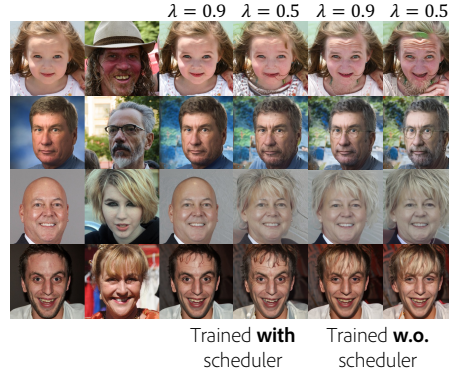 λ = 0.9 λ = 0.5 λ = 0.9 λ = 0.5
Trained with Trained w.o.
scheduler scheduler